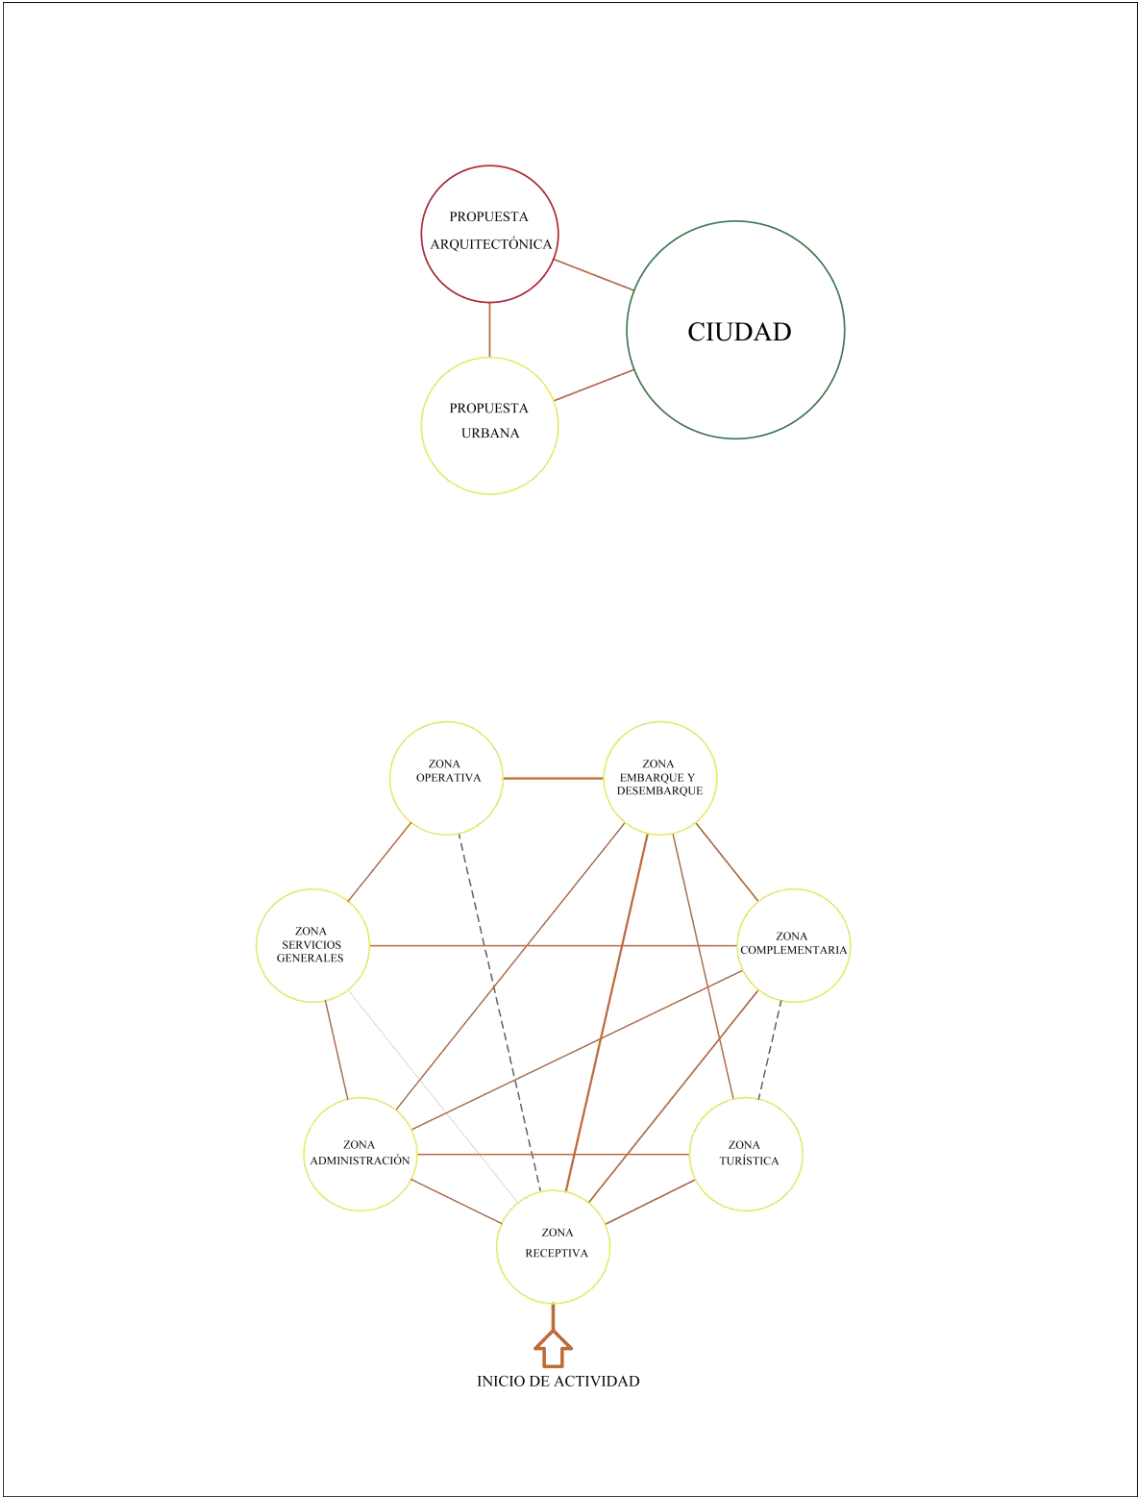 PROPUESTA
ARQUITECTÓNICA
CIUDAD
PROPUESTA
URBANA
ZONA
OPERATIVA
ZONA
EMBARQUE Y
DESEMBARQUE
ZONA
SERVICIOS
GENERALES
ZONA
COMPLEMENTARIA
ZONA
ADMINISTRACIÓN
ZONA
TURÍSTICA
ZONA
RECEPTIVA
INICIO DE ACTIVIDAD